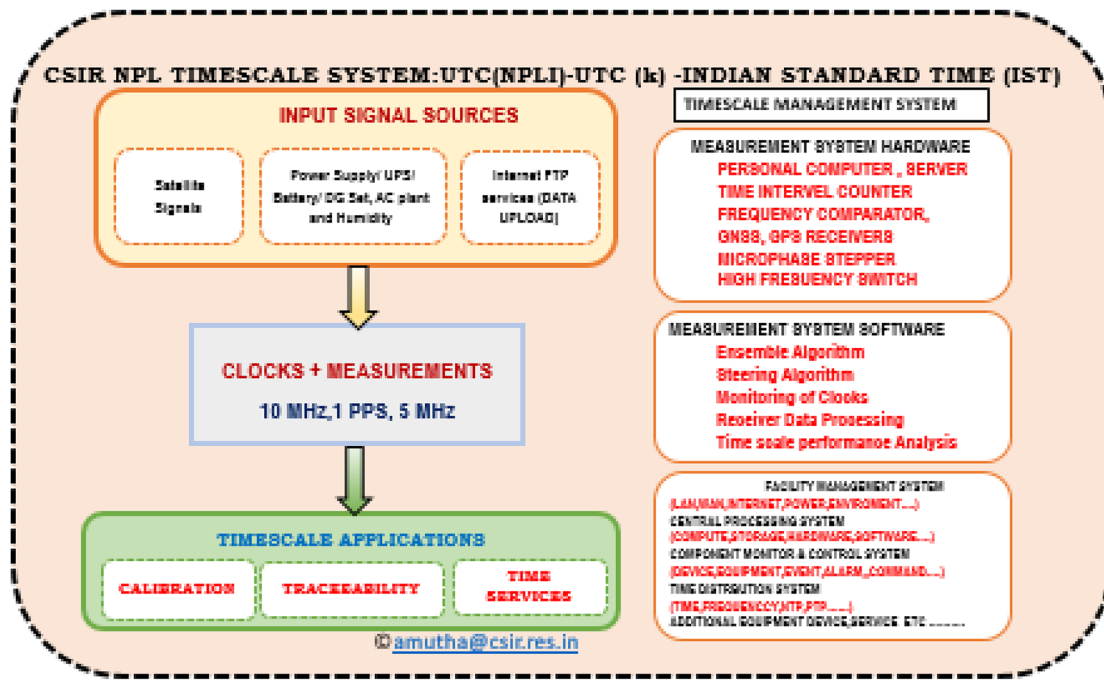 CSIR NPL TIMESCALE SYSTEM:UTC(NPLI)-UTC (k) -INDIAN STANDARD TIME (IST)
INPUT SIGNAL SOURCES
Satellite
Signals
Power Supply/ UPS/
Battery/ DG Set, AC plant
and Humidity
Internet FTP
services (DATA
UPLOAD)
CLOCKS + MEASUREMENTS
10 MHz,1 PPS, 5 MHz
TIMESCALE APPLICATIONS
CALIBRATION
TRACEEABILITY
TIME
SERVICES
©amutha@csir.res.in
TIMESCALE MANAGEMENT SYSTEM
MEASUREMENT SYSTEM HARDWARE
PERSONAL COMPUTER , SERVER
TIME INTERVEL COUNTER
FREQUENCY COMPARATOR,
GNSS, GPS RECEIVERS
MICROPHASE STEPPER
HIGH FRESUENCY SWITCH
MEASUREMENT SYSTEM SOFTWARE
Ensemble Algorithm
Steering Algorithm
Monitoring of Clocks
Receiver Data Processing
Time scale performance Analysis
FACILITY MANAGEMENT SYSTEM
(LAN,WAN,INTERNET,POWER,ENVIROMENT....)
CENTRAL PROCESSING SYSTEM
(COMPUTE,STORAGE,HARDWARE,SOFTWARE....)
COMPONENT MONITOR & CONTROL SYSTEM
(DEVICE,EQUIPMENT,EVENT,ALARM,,COMMAND....)
TIME DISTRBUTION SYSTEM
(TIME,FREQUENCCY,NTP,PTP.......)
ADDITIONAL EQUIPMENT DEVICE,SERVICE ETC ...........